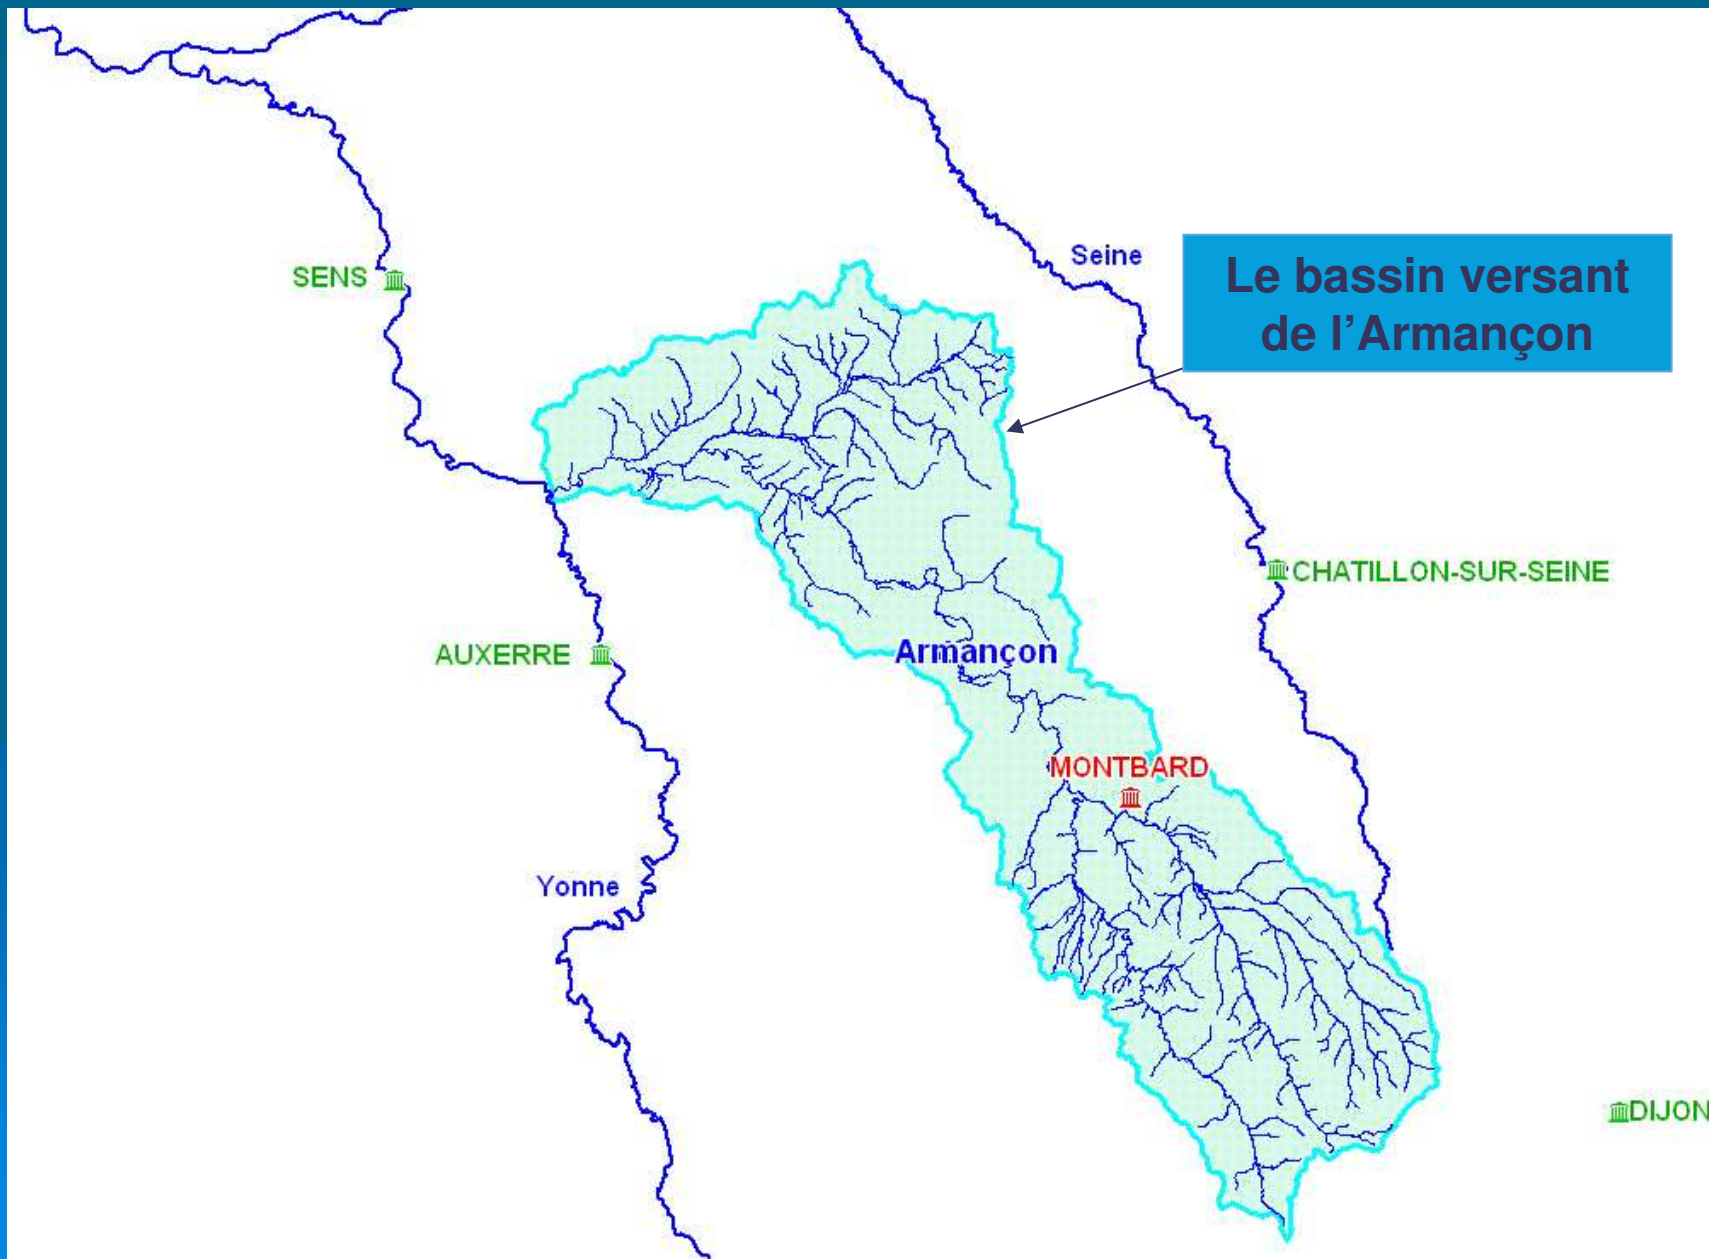 Seine
Le bassin versant
de l’Armançon
SENS
CHATILLON-SUR-SEINE
AUXERRE
Armançon
MONTBARD
Yonne
DIJON